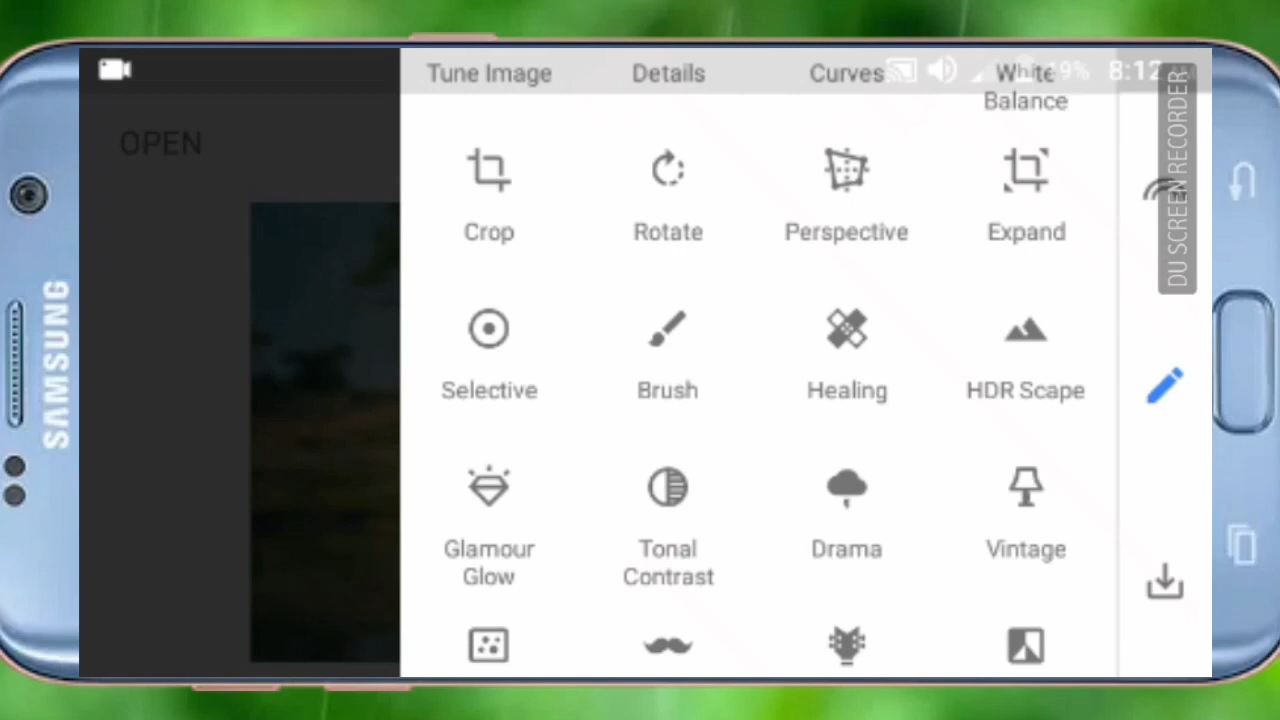 Tune Image
Details
Curves
White
Balance
19%
8:12
OPEN
Crop
Rotate
Perspective
Expand
Selective
Brush
Healing
HDR Scape
Glamour
Glow
Tonal
Contrast
Drama
Vintage
DU SCREEN RECORDER
SAMSUNG